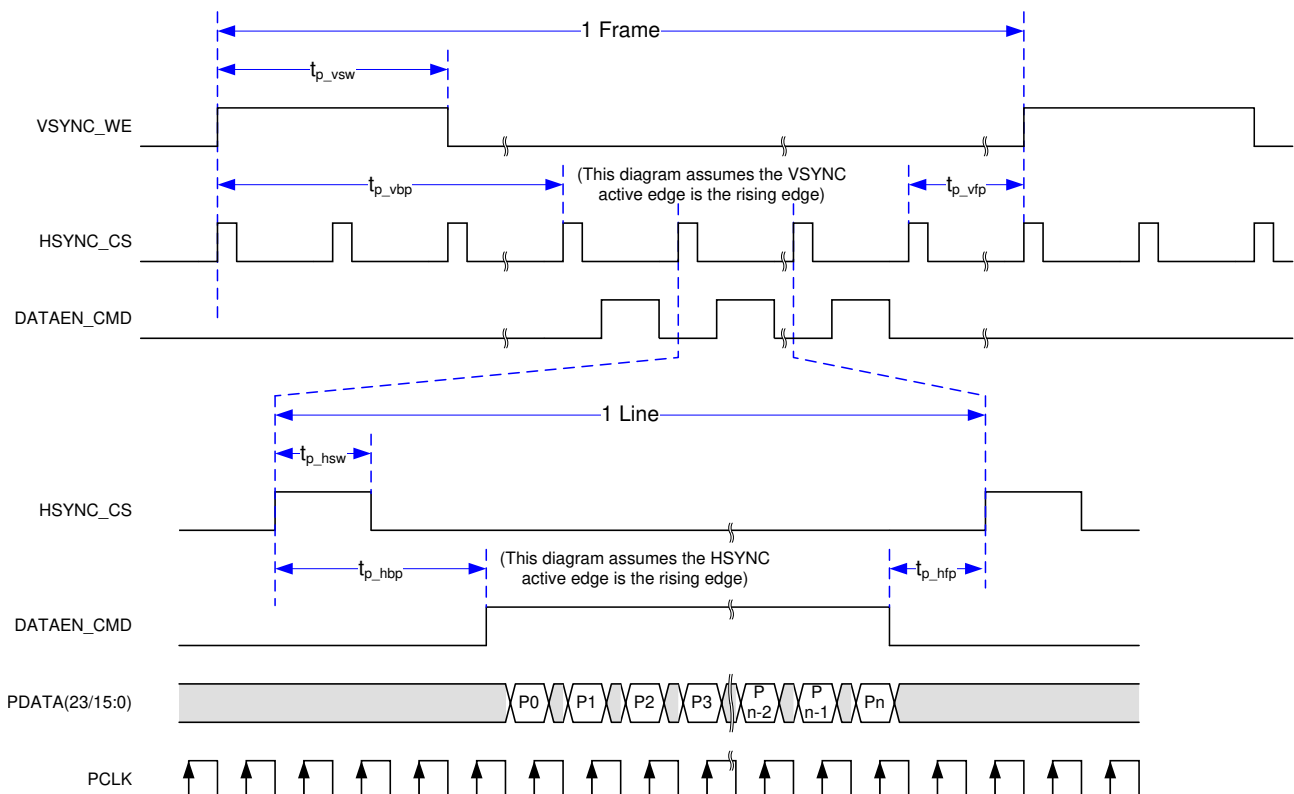 1 Frame
tp_vsw
VSYNC_WE
tp_vbp
(This diagram assumes the VSYNC
active edge is the rising edge)
tp_vfp
HSYNC_CS
DATAEN_CMD
1 Line
tp_hsw
HSYNC_CS
tp_hbp
(This diagram assumes the HSYNC
active edge is the rising edge)
tp_hfp
DATAEN_CMD
PDATA(23/15:0)
P0
P1
P2
P3
P
n-2
P
n-1
Pn
PCLK